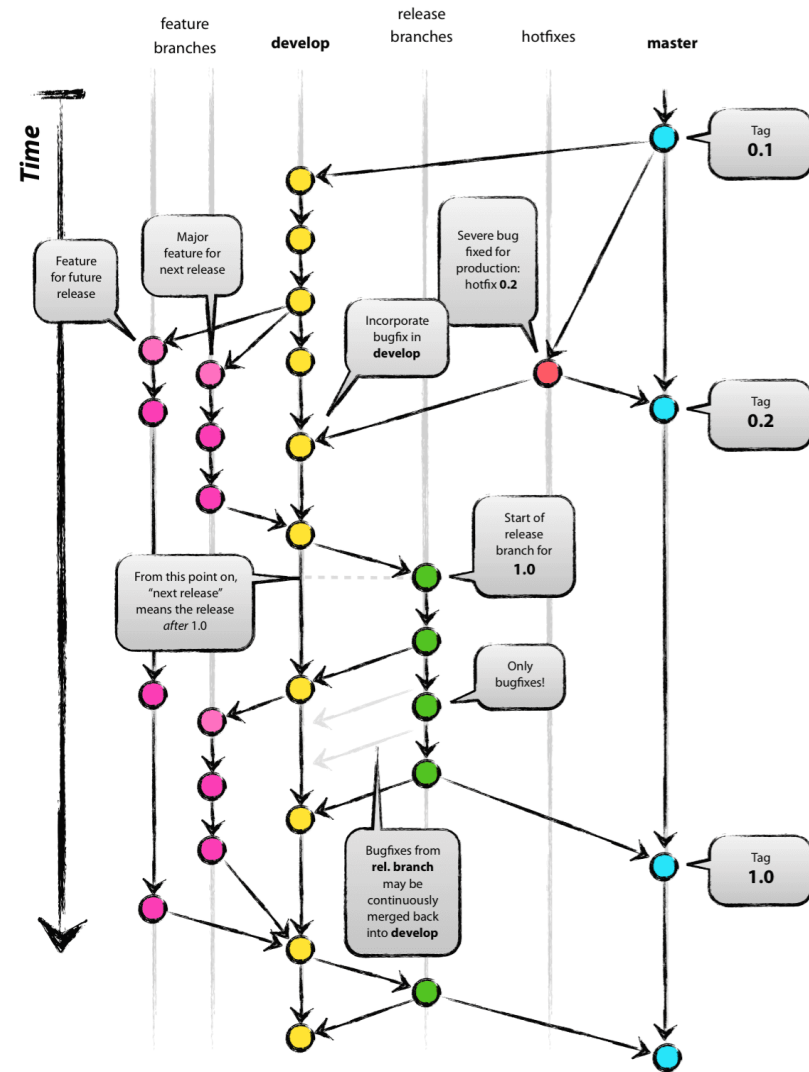 feature
branches
develop
release
branches
hotfixes
master
Time
Tag
0.1
Feature
for future
release
Major
feature for
next release
Severe bug
fixed for
production:
hotfix 0.2
Incorporate
bugfix in
develop
Tag
0.2
Start of
release
branch for
1.0
From this point on,
“next release”
means the release
after 1.0
Only
bugfixes!
Bugfixes from
rel. branch
may be
continuously
merged back
into develop
Tag
1.0